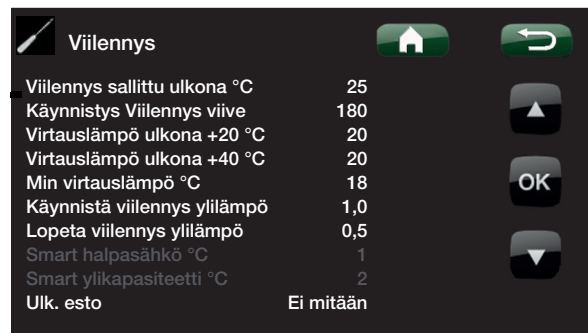 Viilennys
Viilennys sallittu ulkona °C 25
Käynnistys Viilennys viive 180
Virtauslämpö ulkona +20 °C 20
Virtauslämpö ulkona +40 °C 20
Min virtauslämpö °C 18
Käynnistä viilennys ylilämpö 1,0
Lopeta viilennys ylilämpö 0,5
Smart halpasähkö °C 1
Smart ylikapasiteetti °C 2
Ulk. esto Ei mitään
OK